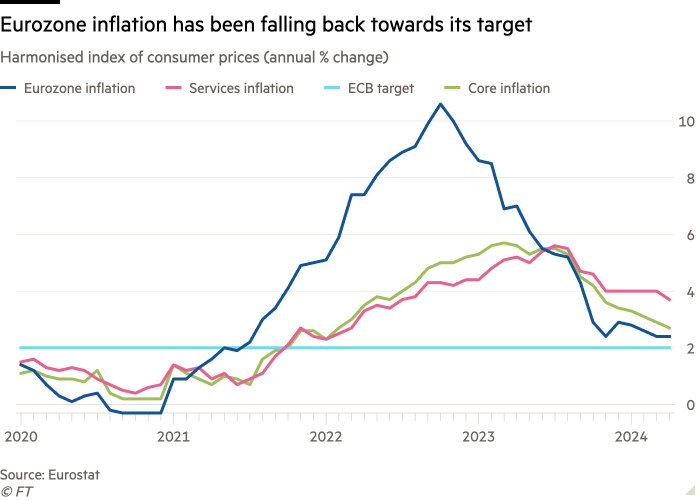 Eurozone inflation has been falling back towards its target
Harmonised index of consumer prices (annual % change)
Eurozone inflation Services inflation ECB target Core inflation
10
8
6
4
2
0
2020 2021 2022 2023 2024
Source: Eurostat
© FT